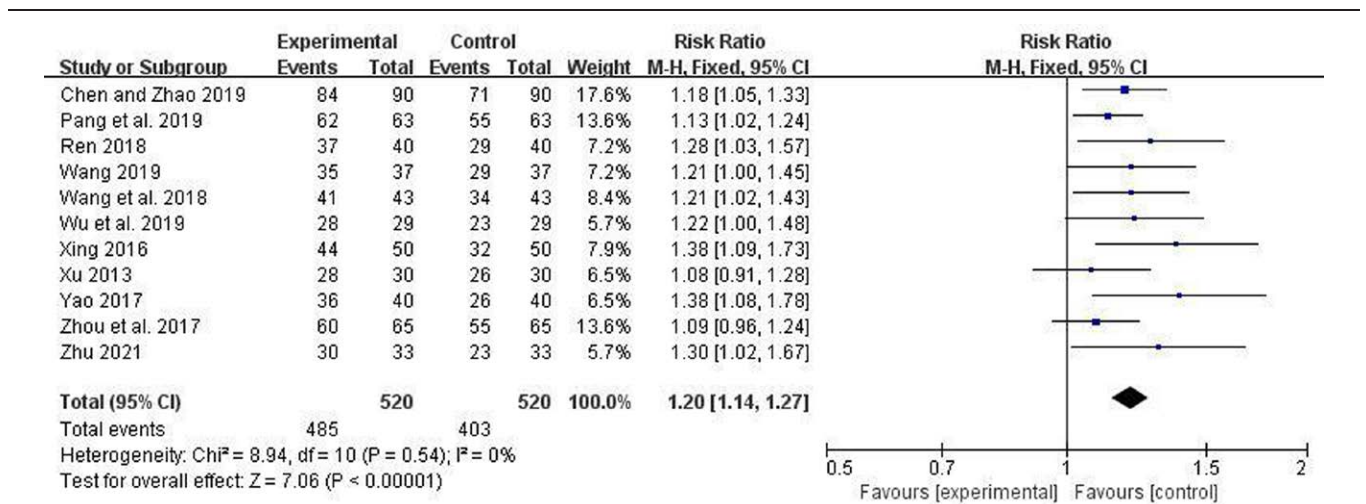 Experimental Control Risk Ratio Risk Ratio
Study or Subgroup Events Total Events Total Weight M-H, Fixed, 95% CI M-H, Fixed, 95% CI
Chen and Zhao 2019 84 90 71 90 17.6% 1.18 [1.05, 1.33]
Pang et al. 2019 62 63 55 63 13.6% 1.13 [1.02, 1.24]
Ren 2018 37 40 29 40 7.2% 1.28 [1.03, 1.57]
Wang 2019 35 37 29 37 7.2% 1.21 [1.00, 1.45]
Wang et al. 2018 41 43 34 43 8.4% 1.21 [1.02, 1.43]
Wu et al. 2019 28 29 23 29 5.7% 1.22 [1.00, 1.48]
Xing 2016 44 50 32 50 7.9% 1.38 [1.09, 1.73]
Xu 2013 28 30 26 30 6.5% 1.08 [0.91, 1.28]
Yao 2017 36 40 26 40 6.5% 1.38 [1.08, 1.78]
Zhou et al. 2017 60 65 55 65 13.6% 1.09 [0.96, 1.24]
Zhu 2021 30 33 23 33 5.7% 1.30 [1.02, 1.67]
Total (95% CI) 520 520 100.0% 1.20 [1.14, 1.27]
Total events 485 403
Heterogeneity: Chi² = 8.94, df = 10 (P = 0.54); I² = 0%
Test for overall effect: Z = 7.06 (P < 0.00001)
0.5 0.7 1 1.5 2
Favours [experimental] Favours [control]